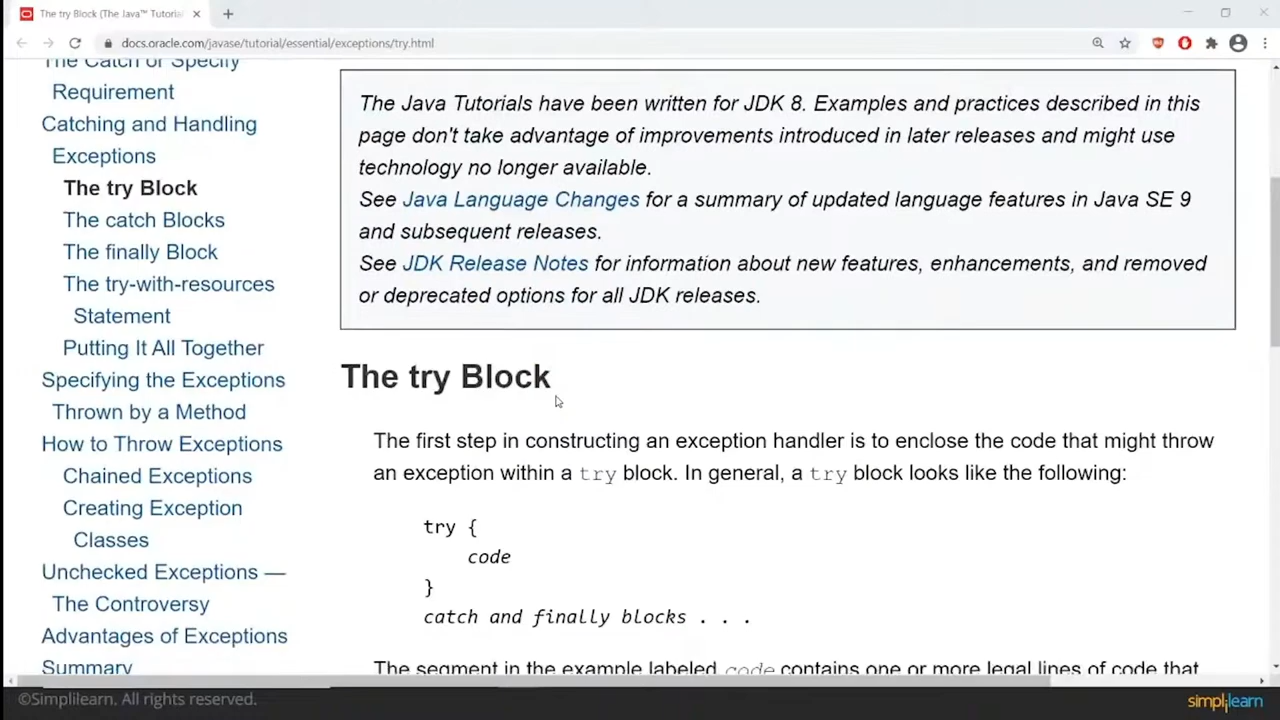 The try Block (The Java™ Tutoria
docs.oracle.com/javase/tutorial/essential/exceptions/try.html
The Catch or Specify
Requirement
Catching and Handling
Exceptions
The try Block
The catch Blocks
The finally Block
The try-with-resources
Statement
Putting It All Together
Specifying the Exceptions
Thrown by a Method
How to Throw Exceptions
Chained Exceptions
Creating Exception
Classes
Unchecked Exceptions —
The Controversy
Advantages of Exceptions
Summary
The Java Tutorials have been written for JDK 8. Examples and practices described in this
page don't take advantage of improvements introduced in later releases and might use
technology no longer available.
See Java Language Changes for a summary of updated language features in Java SE 9
and subsequent releases.
See JDK Release Notes for information about new features, enhancements, and removed
or deprecated options for all JDK releases.
The try Block
The first step in constructing an exception handler is to enclose the code that might throw
an exception within a try block. In general, a try block looks like the following:
try {
code
}
catch and finally blocks . . .
The segment in the example labeled code contains one or more legal lines of code that
©Simplilearn. All rights reserved.
simplilearn